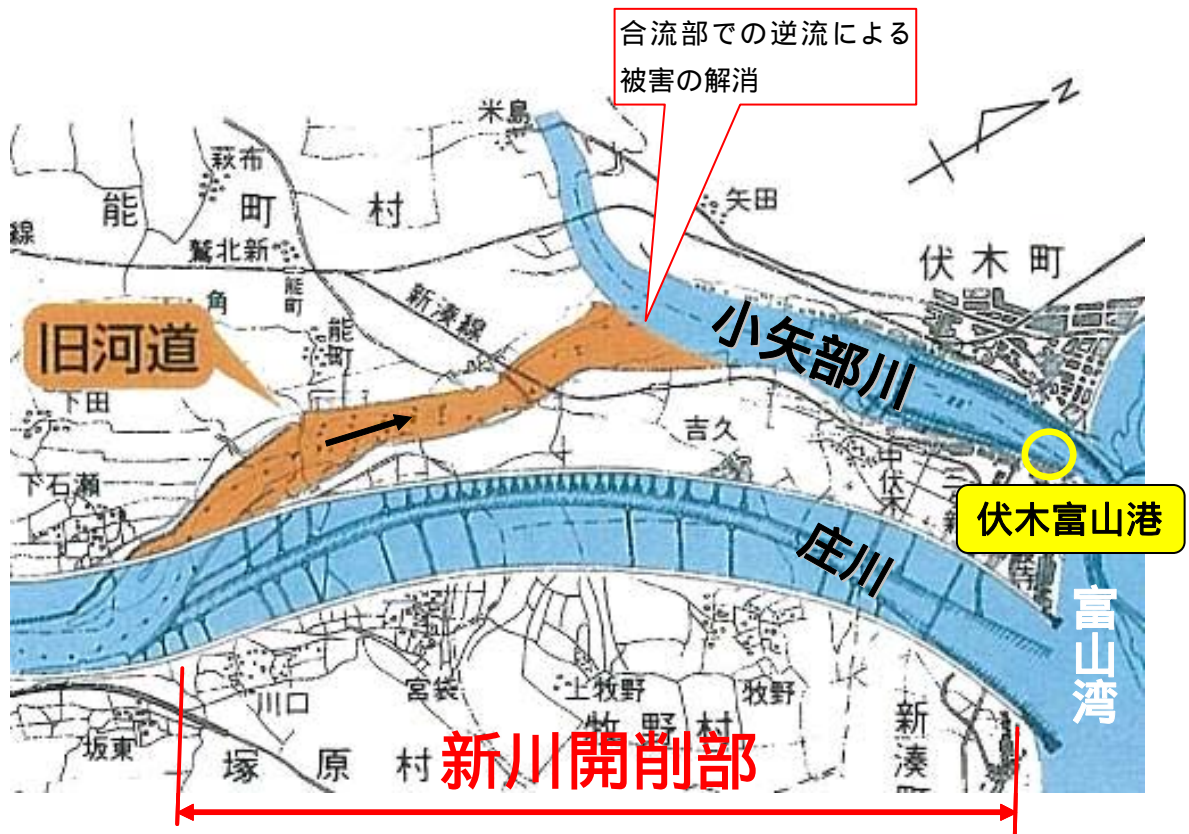 合流部での逆流による
被害の解消
N
米島
萩布
能町村
矢田
線
鷲北新
伏木町
能町
角
新湊線
小矢部川
旧河道
能町
下田
吉久
中伏木
下石瀬
伏木富山港
庄川
富山湾
川口
宮袋
上牧野
牧野
牧野村
新湊町
坂東
塚原村
新川開削部